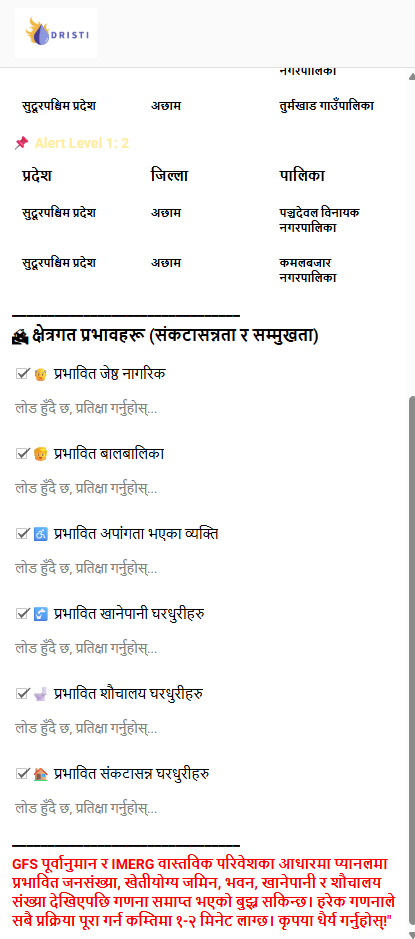 DRISTI
नगरपालिका
सुदूरपश्चिम प्रदेश अछाम तुर्माखाड गाउँपालिका
Alert Level 1: 2
प्रदेश जिल्ला पालिका
सुदूरपश्चिम प्रदेश अछाम पञ्चदेवल विनायक
नगरपालिका
सुदूरपश्चिम प्रदेश अछाम कमलबजार
नगरपालिका
क्षेत्रगत प्रभावहरू (संकटासन्नता र सम्मुखता)
प्रभावित जेष्ठ नागरिक
लोड हुँदै छ, प्रतिक्षा गर्नुहोस्...
प्रभावित बालबालिका
लोड हुँदै छ, प्रतिक्षा गर्नुहोस्...
प्रभावित अपांगता भएका व्यक्ति
लोड हुँदै छ, प्रतिक्षा गर्नुहोस्...
प्रभावित खानेपानी घरधुरीहरु
लोड हुँदै छ, प्रतिक्षा गर्नुहोस्...
प्रभावित शौचालय घरधुरीहरु
लोड हुँदै छ, प्रतिक्षा गर्नुहोस्...
प्रभावित संकटासन्न घरधुरीहरु
लोड हुँदै छ, प्रतिक्षा गर्नुहोस्...
GFS पूर्वानुमान र IMERG वास्तविक परिवेशका आधारमा प्यानलमा
प्रभावित जनसंख्या, खेतीयोग्य जमिन, भवन, खानेपानी र शौचालय
संख्या देखिएपछि गणना समाप्त भएको बुझ्न सकिन्छ। हरेक गणनाले
सबै प्रक्रिया पूरा गर्न कम्तिमा १-२ मिनेट लाग्छ। कृपया धैर्य गर्नुहोस्!"